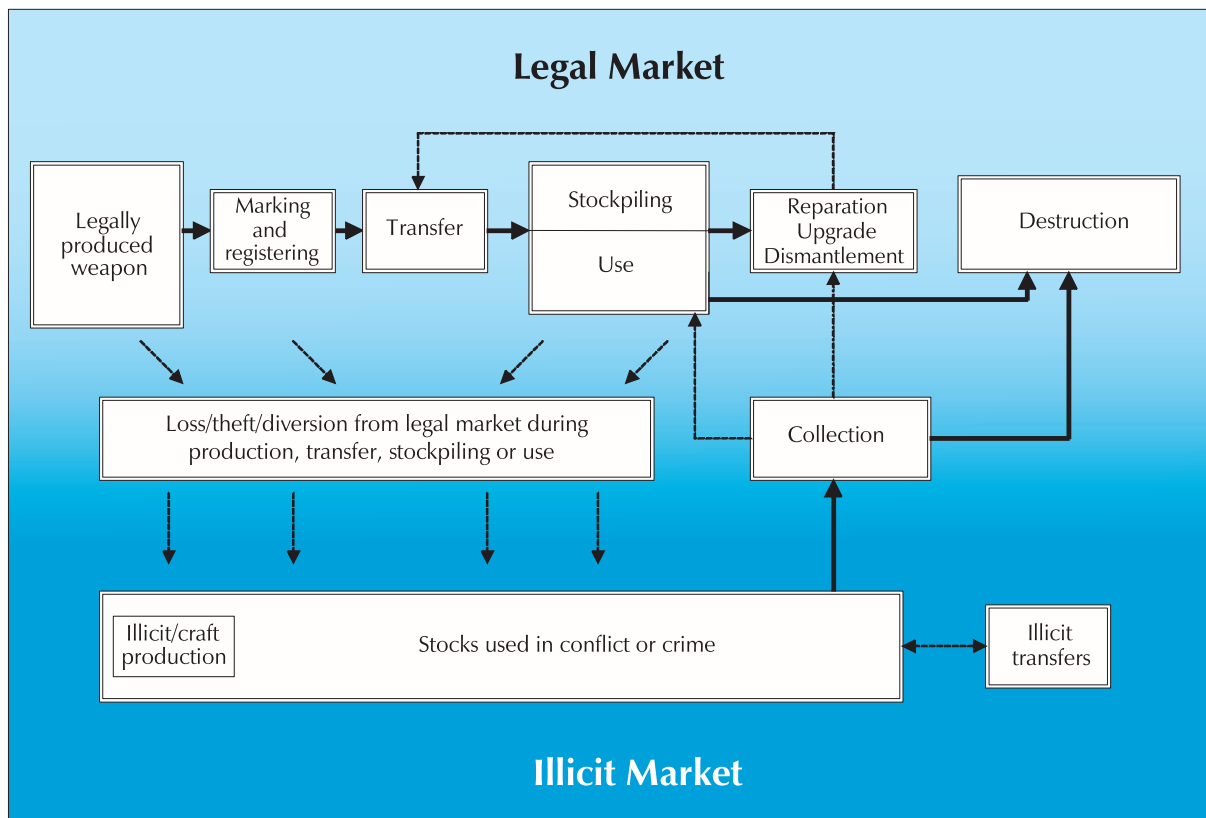 Legal Market
Legally
produced
weapon
Marking
and
registering
Transfer
Stockpiling
Use
Reparation
Upgrade
Dismantlement
Destruction
Loss/theft/diversion from legal market during
production, transfer, stockpiling or use
Collection
Illicit/craft
production
Stocks used in conflict or crime
Illicit
transfers
Illicit Market